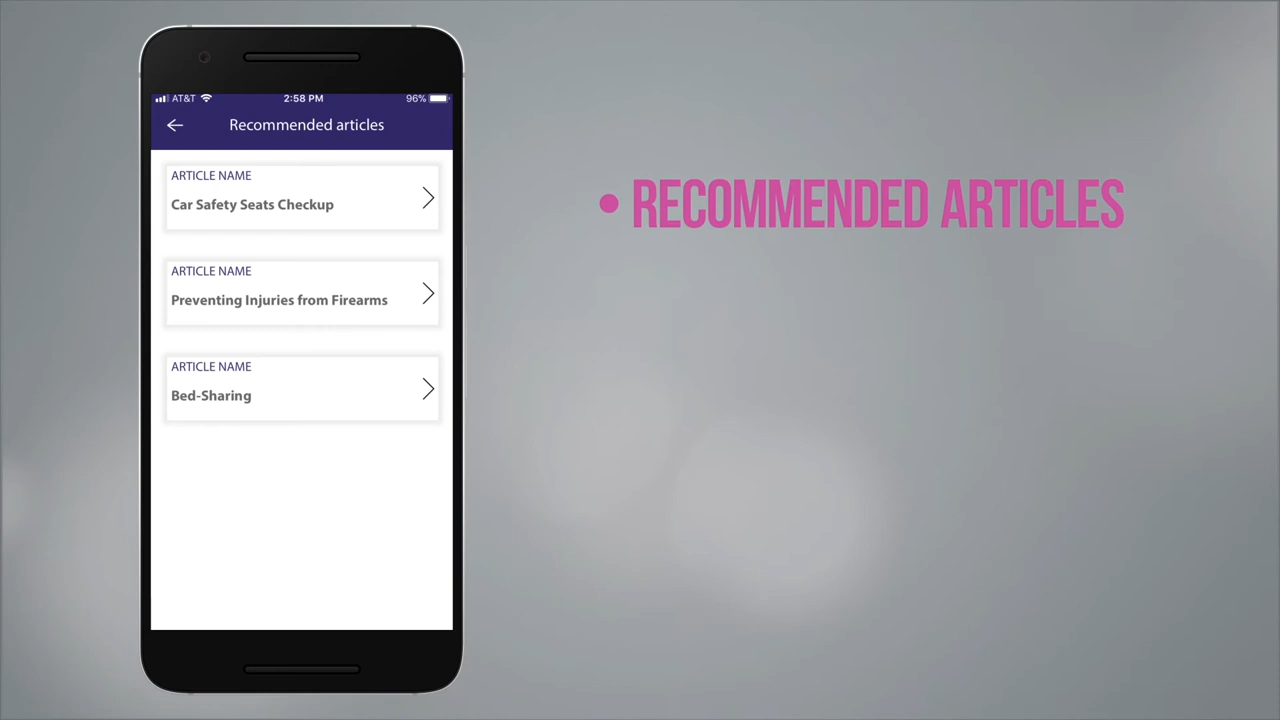 AT&T 2:58 PM 96%
Recommended articles
ARTICLE NAME
Car Safety Seats Checkup
ARTICLE NAME
Preventing Injuries from Firearms
ARTICLE NAME
Bed-Sharing
• RECOMMENDED ARTICLES